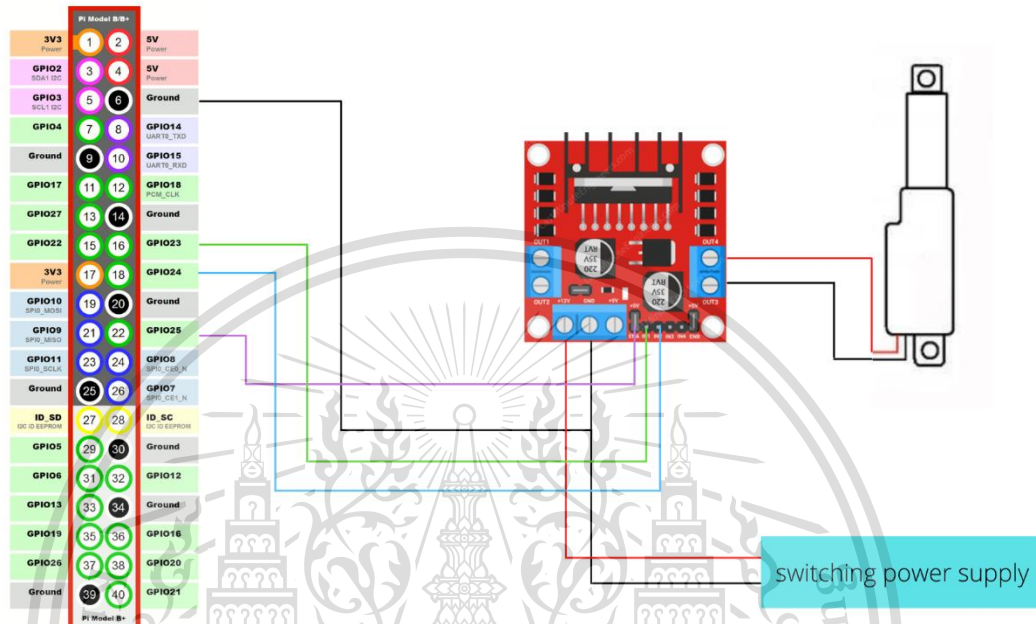 Pi Model B/B+
3V3
Power
1
2
5V
Power
GPIO2
SDA1 I2C
3
4
5V
Power
GPIO3
SCL1 I2C
5
6
Ground
GPIO4
7
8
GPIO14
UART0_TXD
Ground
9
10
GPIO15
UART0_RXD
GPIO17
11
12
GPIO18
PCM_CLK
GPIO27
13
14
Ground
GPIO22
15
16
GPIO23
3V3
Power
17
18
GPIO24
GPIO10
SPI0_MOSI
19
20
Ground
GPIO9
SPI0_MISO
21
22
GPIO25
GPIO11
SPI0_SCLK
23
24
GPIO8
SPI0_CE0_N
Ground
25
26
GPIO7
SPI0_CE1_N
ID_SD
I2C ID EEPROM
27
28
ID_SC
I2C ID EEPROM
GPIO5
29
30
Ground
GPIO6
31
32
GPIO12
GPIO13
33
34
Ground
GPIO19
35
36
GPIO16
GPIO26
37
38
GPIO20
Ground
39
40
GPIO21
Pi Model B+
OUT1
OUT4
RVT
35V
220
OUT2
+12V
GND
+5V
220
35V
RVT
OUT3
+5V
+5V
switching power supply